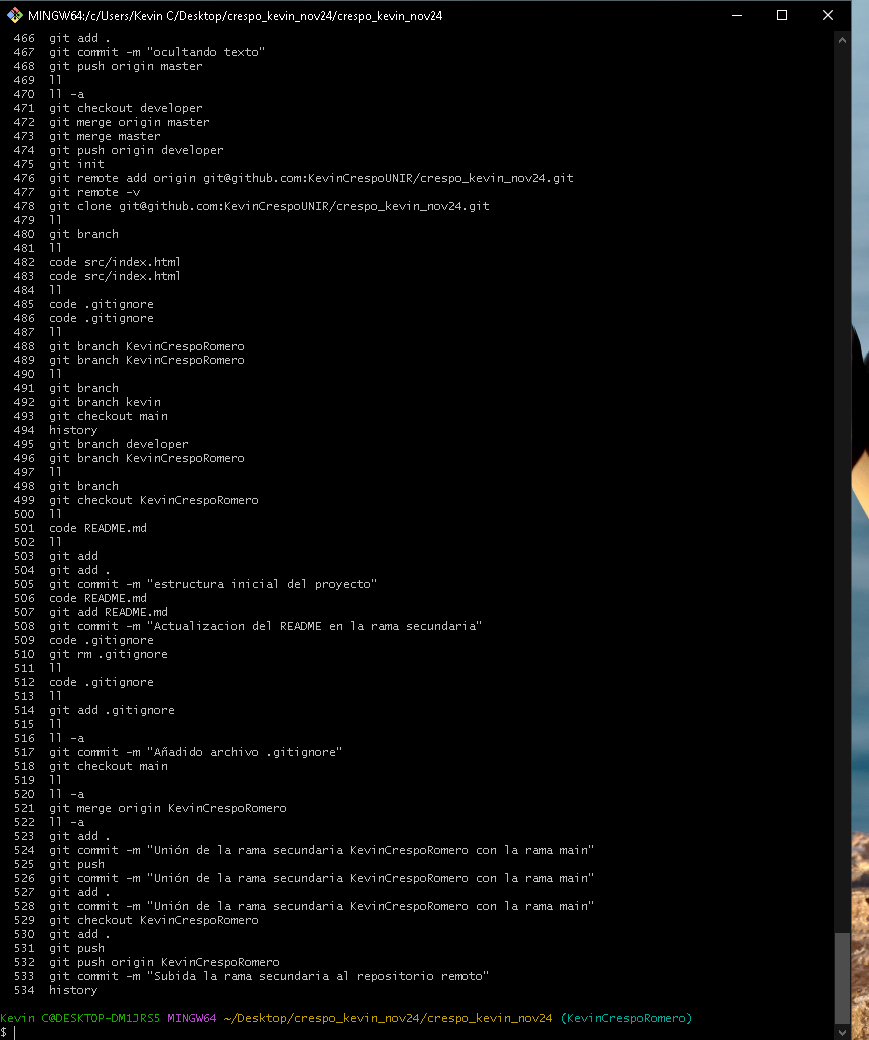 MINGW64:/c/Users/Kevin C/Desktop/crespo_kevin_nov24/crespo_kevin_nov24
466 git add .
467 git commit -m "ocultando texto"
468 git push origin master
469 ll
470 ll -a
471 git checkout developer
472 git merge origin master
473 git merge master
474 git push origin developer
475 git init
476 git remote add origin git@github.com:KevinCrespoUNIR/crespo_kevin_nov24.git
477 git remote -v
478 git clone git@github.com:KevinCrespoUNIR/crespo_kevin_nov24.git
479 ll
480 git branch
481 ll
482 code src/index.html
483 code src/index.html
484 ll
485 code .gitignore
486 code .gitignore
487 ll
488 git branch KevinCrespoRomero
489 git branch KevinCrespoRomero
490 ll
491 git branch
492 git branch kevin
493 git checkout main
494 history
495 git branch developer
496 git branch KevinCrespoRomero
497 ll
498 git branch
499 git checkout KevinCrespoRomero
500 ll
501 code README.md
502 ll
503 git add
504 git add .
505 git commit -m "estructura inicial del proyecto"
506 code README.md
507 git add README.md
508 git commit -m "Actualizacion del README en la rama secundaria"
509 code .gitignore
510 git rm .gitignore
511 ll
512 code .gitignore
513 ll
514 git add .gitignore
515 ll
516 ll -a
517 git commit -m "Añadido archivo .gitignore"
518 git checkout main
519 ll
520 ll -a
521 git merge origin KevinCrespoRomero
522 ll -a
523 git add .
524 git commit -m "Unión de la rama secundaria KevinCrespoRomero con la rama main"
525 git push
526 git commit -m "Unión de la rama secundaria KevinCrespoRomero con la rama main"
527 git add .
528 git commit -m "Unión de la rama secundaria KevinCrespoRomero con la rama main"
529 git checkout KevinCrespoRomero
530 git add .
531 git push
532 git push origin KevinCrespoRomero
533 git commit -m "Subida la rama secundaria al repositorio remoto"
534 history
Kevin C@DESKTOP-DM1JRS5 MINGW64 ~/Desktop/crespo_kevin_nov24/crespo_kevin_nov24 (KevinCrespoRomero)
$